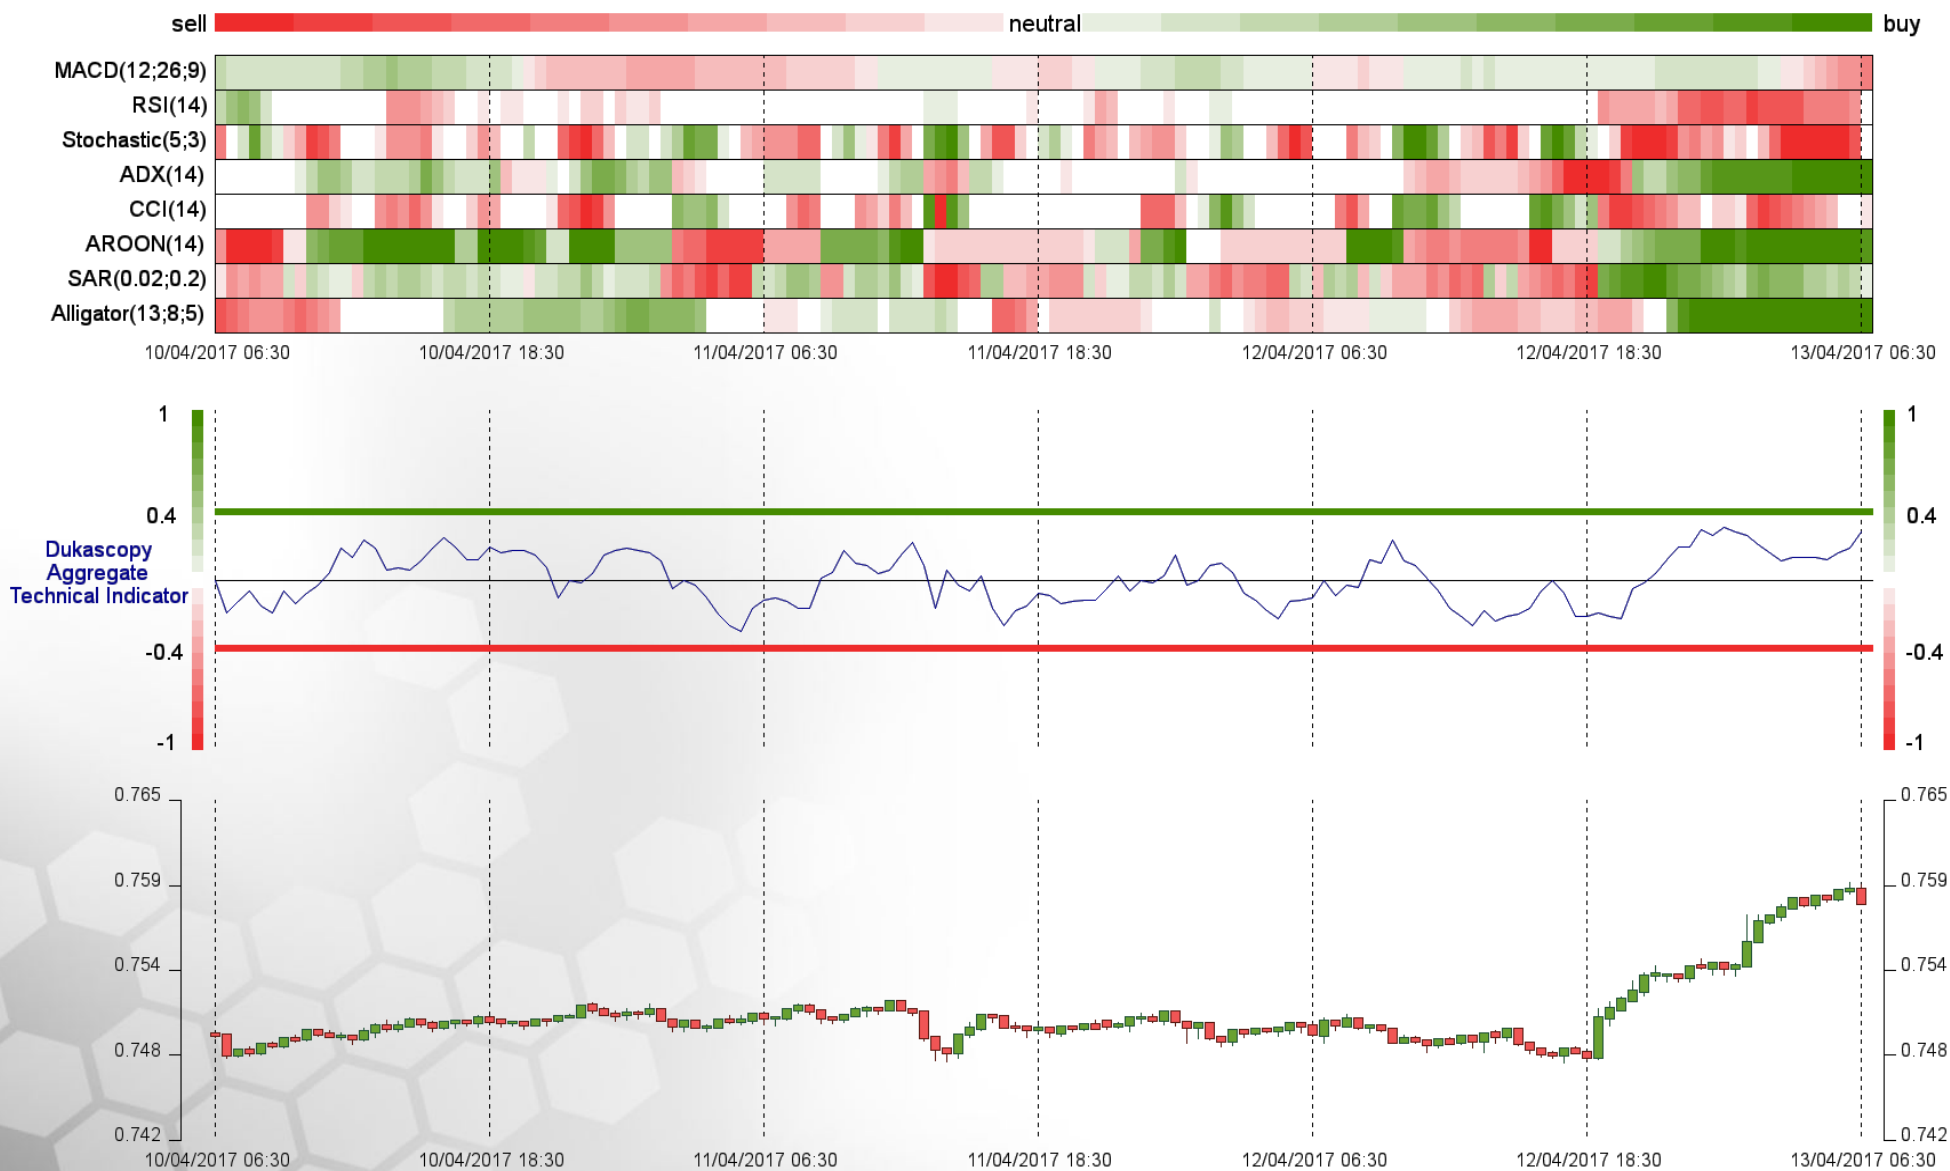 sell neutral buy
MACD(12;26;9)
RSI(14)
Stochastic(5;3)
ADX(14)
CCI(14)
AROON(14)
SAR(0.02;0.2)
Alligator(13;8;5)
10/04/2017 06:30 10/04/2017 18:30 11/04/2017 06:30 11/04/2017 18:30 12/04/2017 06:30 12/04/2017 18:30 13/04/2017 06:30
1 1
0.4 0.4
Dukascopy
Aggregate
Technical Indicator
-0.4 -0.4
-1 -1
0.765 0.765
0.759 0.759
0.754 0.754
0.748 0.748
0.742 0.742
10/04/2017 06:30 10/04/2017 18:30 11/04/2017 06:30 11/04/2017 18:30 12/04/2017 06:30 12/04/2017 18:30 13/04/2017 06:30